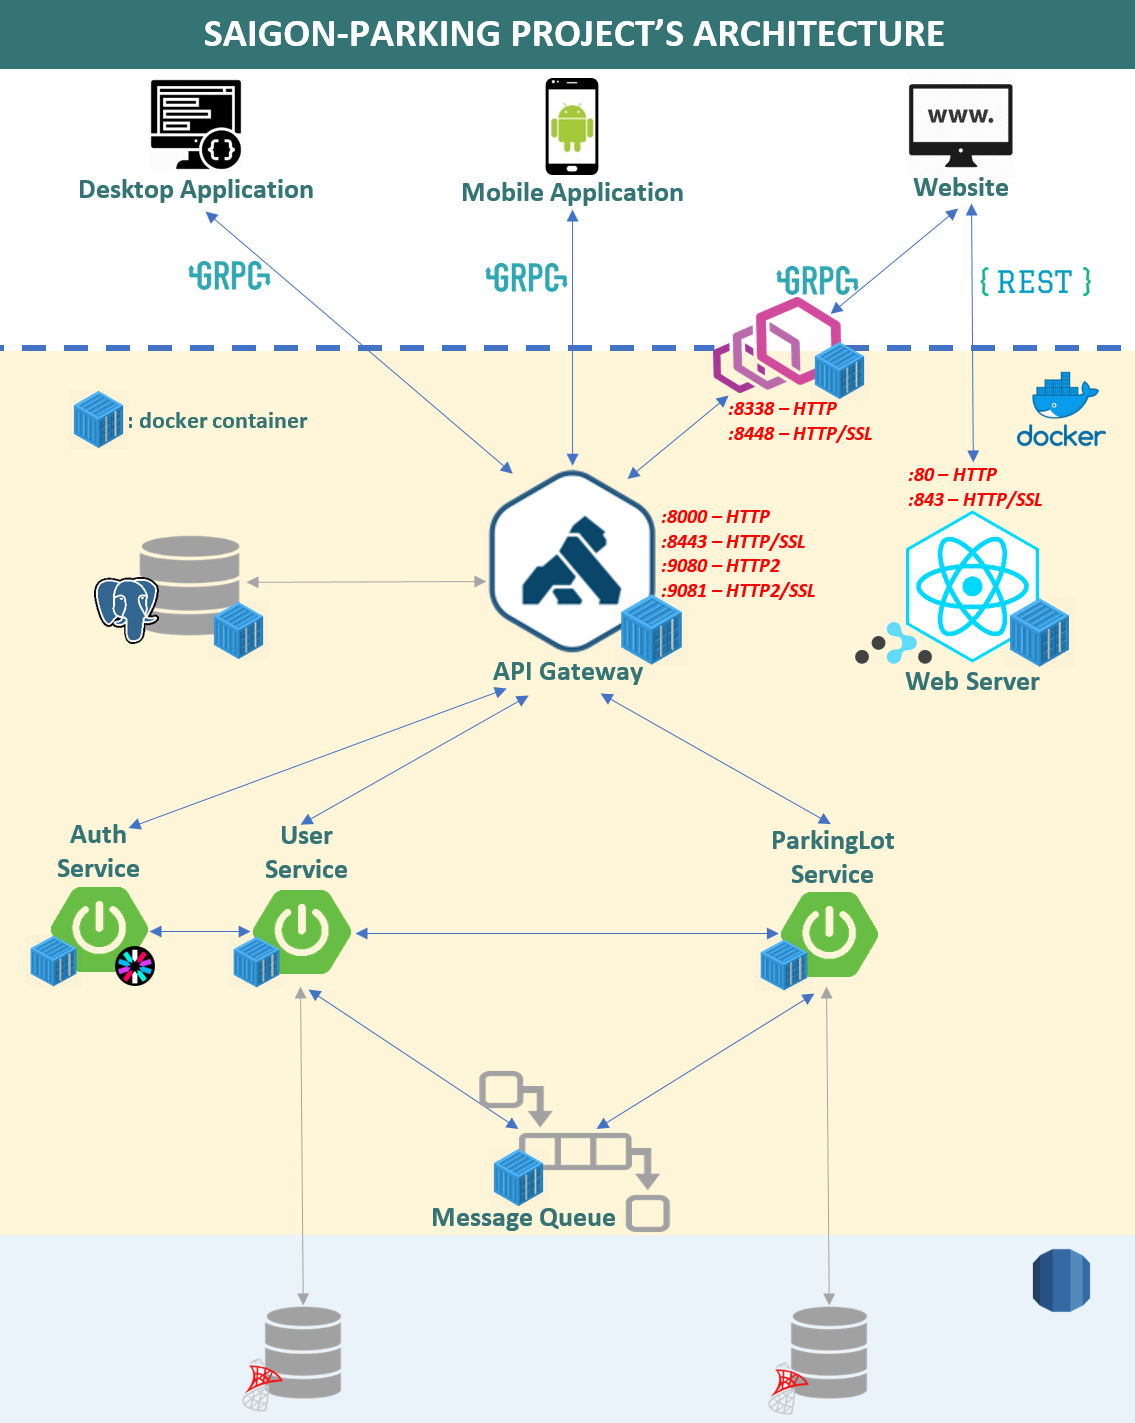 SAIGON-PARKING PROJECT'S ARCHITECTURE
www.
Desktop Application
Mobile Application
Website
GRPC
GRPC
GRPC
{ REST }
: docker container
:8338 – HTTP
:8448 – HTTP/SSL
docker
:80 – HTTP
:843 – HTTP/SSL
:8000 – HTTP
:8443 – HTTP/SSL
:9080 – HTTP2
:9081 – HTTP2/SSL
API Gateway
Web Server
Auth
Service
User
Service
ParkingLot
Service
Message Queue